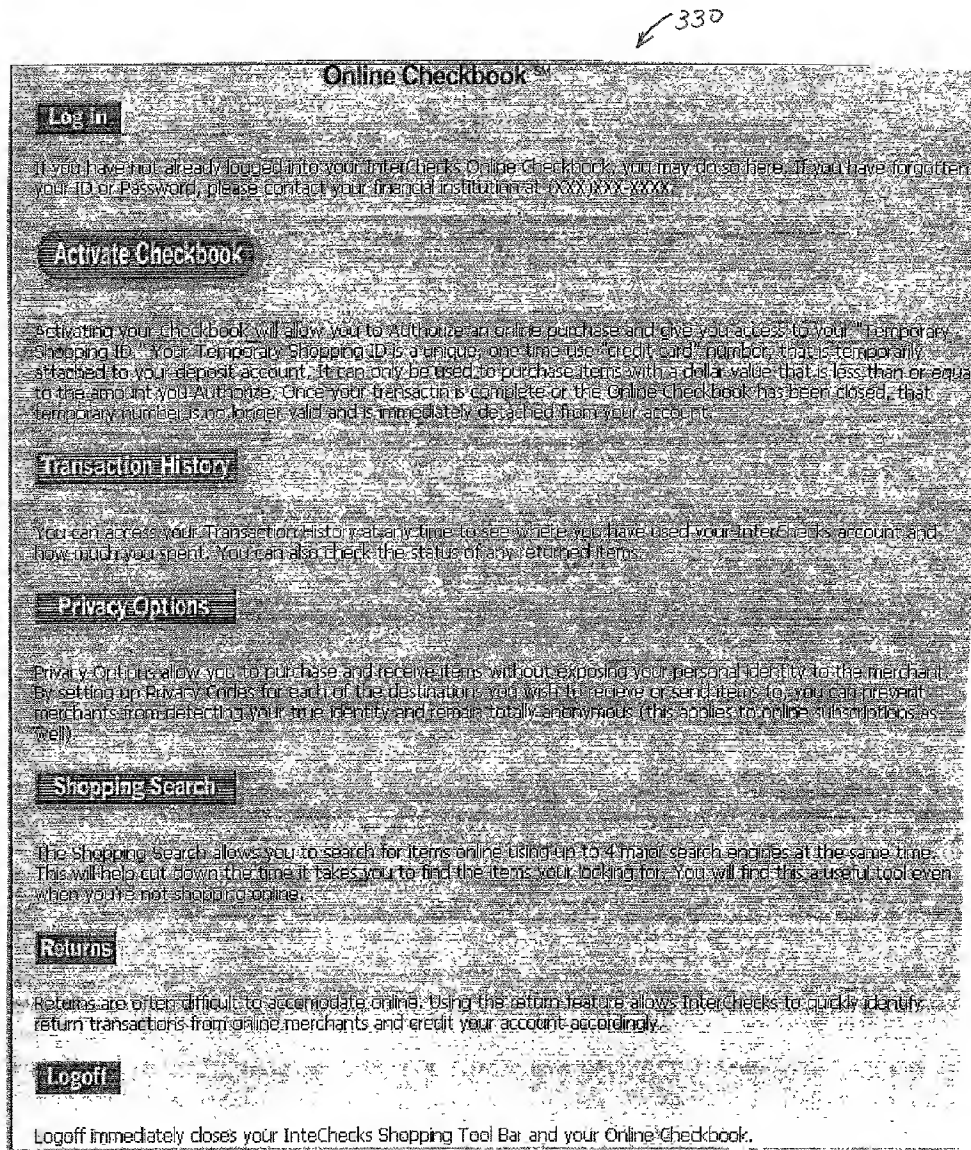 330
Online Checkbook SM
Log In
If you have not already logged into your InterChecks Online Checkbook, you may do so here. If you have forgotten
your ID or Password, please contact your financial institution at (XXX)XXX-XXXX.
Activate Checkbook
Activating your Checkbook will allow you to Authorize an online purchase and give you access to your "Temporary
Shopping ID." Your Temporary Shopping ID is a unique, one time use "credit card" number, that is temporarily
attached to your deposit account. It can only be used to purchase items with a dollar value that is less than or equa
to the amount you Authorize. Once your transactin is complete or the Online Checkbook has been closed, that
temporary number is no longer valid and is immediately detached from your account.
Transaction History
You can access your Transaction History at any time to see where you have used your InterChecks account and
how much you spent. You can also check the status of any returned items.
Privacy Options
Privacy Options allow you to purchase and receive items without exposing your personal identity to the merchant.
By setting up Privacy Codes for each of the destinations you wish to recieve or send items to, you can prevent
merchants from detecting your true identity and remain totally anonymous (this applies to online subscriptions as
well).
Shopping Search
The Shopping Search allows you to search for items online using up to 4 major search engines at the same time.
This will help cut down the time it takes you to find the items your looking for. You will find this a useful tool even
when you're not shopping online.
Returns
Returns are often difficult to accomodate online. Using the return feature allows InterChecks to quickly identify
return transactions from online merchants and credit your account accordingly.
Logoff
Logoff immediately closes your InteChecks Shopping Tool Bar and your Online Checkbook.